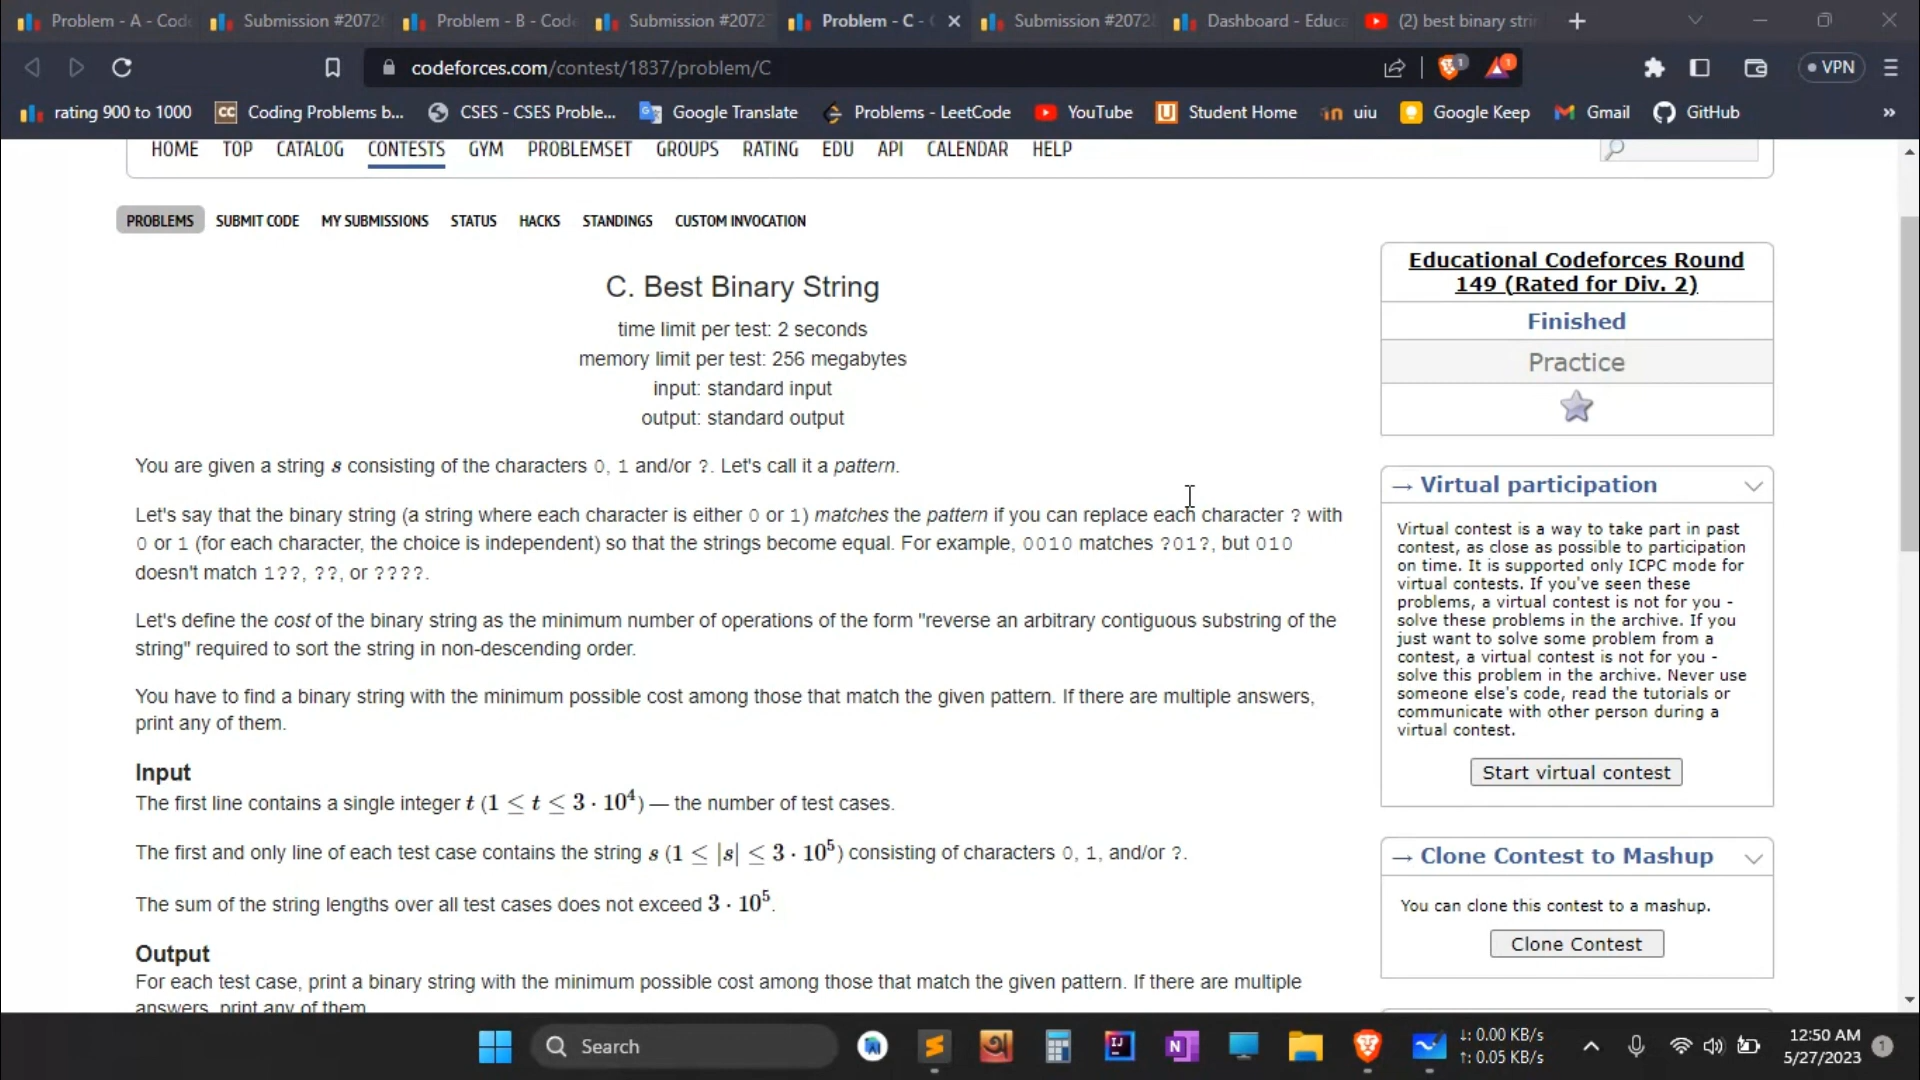 Problem - A - Code
Submission #2072
Problem - B - Code
Submission #2072
Problem - C -
Submission #2072
Dashboard - Educa
(2) best binary strin
codeforces.com/contest/1837/problem/C
1
1
VPN
rating 900 to 1000
CC
Coding Problems b...
CSES - CSES Proble...
Google Translate
Problems - LeetCode
YouTube
Student Home
uiu
Google Keep
Gmail
GitHub
»
HOME TOP CATALOG CONTESTS GYM PROBLEMSET GROUPS RATING EDU API CALENDAR HELP
PROBLEMS SUBMIT CODE MY SUBMISSIONS STATUS HACKS STANDINGS CUSTOM INVOCATION
C. Best Binary String
time limit per test: 2 seconds
memory limit per test: 256 megabytes
input: standard input
output: standard output
You are given a string s consisting of the characters 0, 1 and/or ?. Let's call it a pattern.
Let's say that the binary string (a string where each character is either 0 or 1) matches the pattern if you can replace each character ? with
0 or 1 (for each character, the choice is independent) so that the strings become equal. For example, 0010 matches ?01?, but 010
doesn't match 1??, ??, or ????.
Let's define the cost of the binary string as the minimum number of operations of the form "reverse an arbitrary contiguous substring of the
string" required to sort the string in non-descending order.
You have to find a binary string with the minimum possible cost among those that match the given pattern. If there are multiple answers,
print any of them.
Input
The first line contains a single integer t (1 ≤ t ≤ 3 · 10⁴) — the number of test cases.
The first and only line of each test case contains the string s (1 ≤ |s| ≤ 3 · 10⁵) consisting of characters 0, 1, and/or ?.
The sum of the string lengths over all test cases does not exceed 3 · 10⁵.
Output
For each test case, print a binary string with the minimum possible cost among those that match the given pattern. If there are multiple
answers, print any of them
Educational Codeforces Round
149 (Rated for Div. 2)
Finished
Practice
→ Virtual participation
Virtual contest is a way to take part in past
contest, as close as possible to participation
on time. It is supported only ICPC mode for
virtual contests. If you've seen these
problems, a virtual contest is not for you -
solve these problems in the archive. If you
just want to solve some problem from a
contest, a virtual contest is not for you -
solve this problem in the archive. Never use
someone else's code, read the tutorials or
communicate with other person during a
virtual contest.
Start virtual contest
→ Clone Contest to Mashup
You can clone this contest to a mashup.
Clone Contest
Search
↓: 0.00 KB/s
↑: 0.05 KB/s
12:50 AM
5/27/2023
1